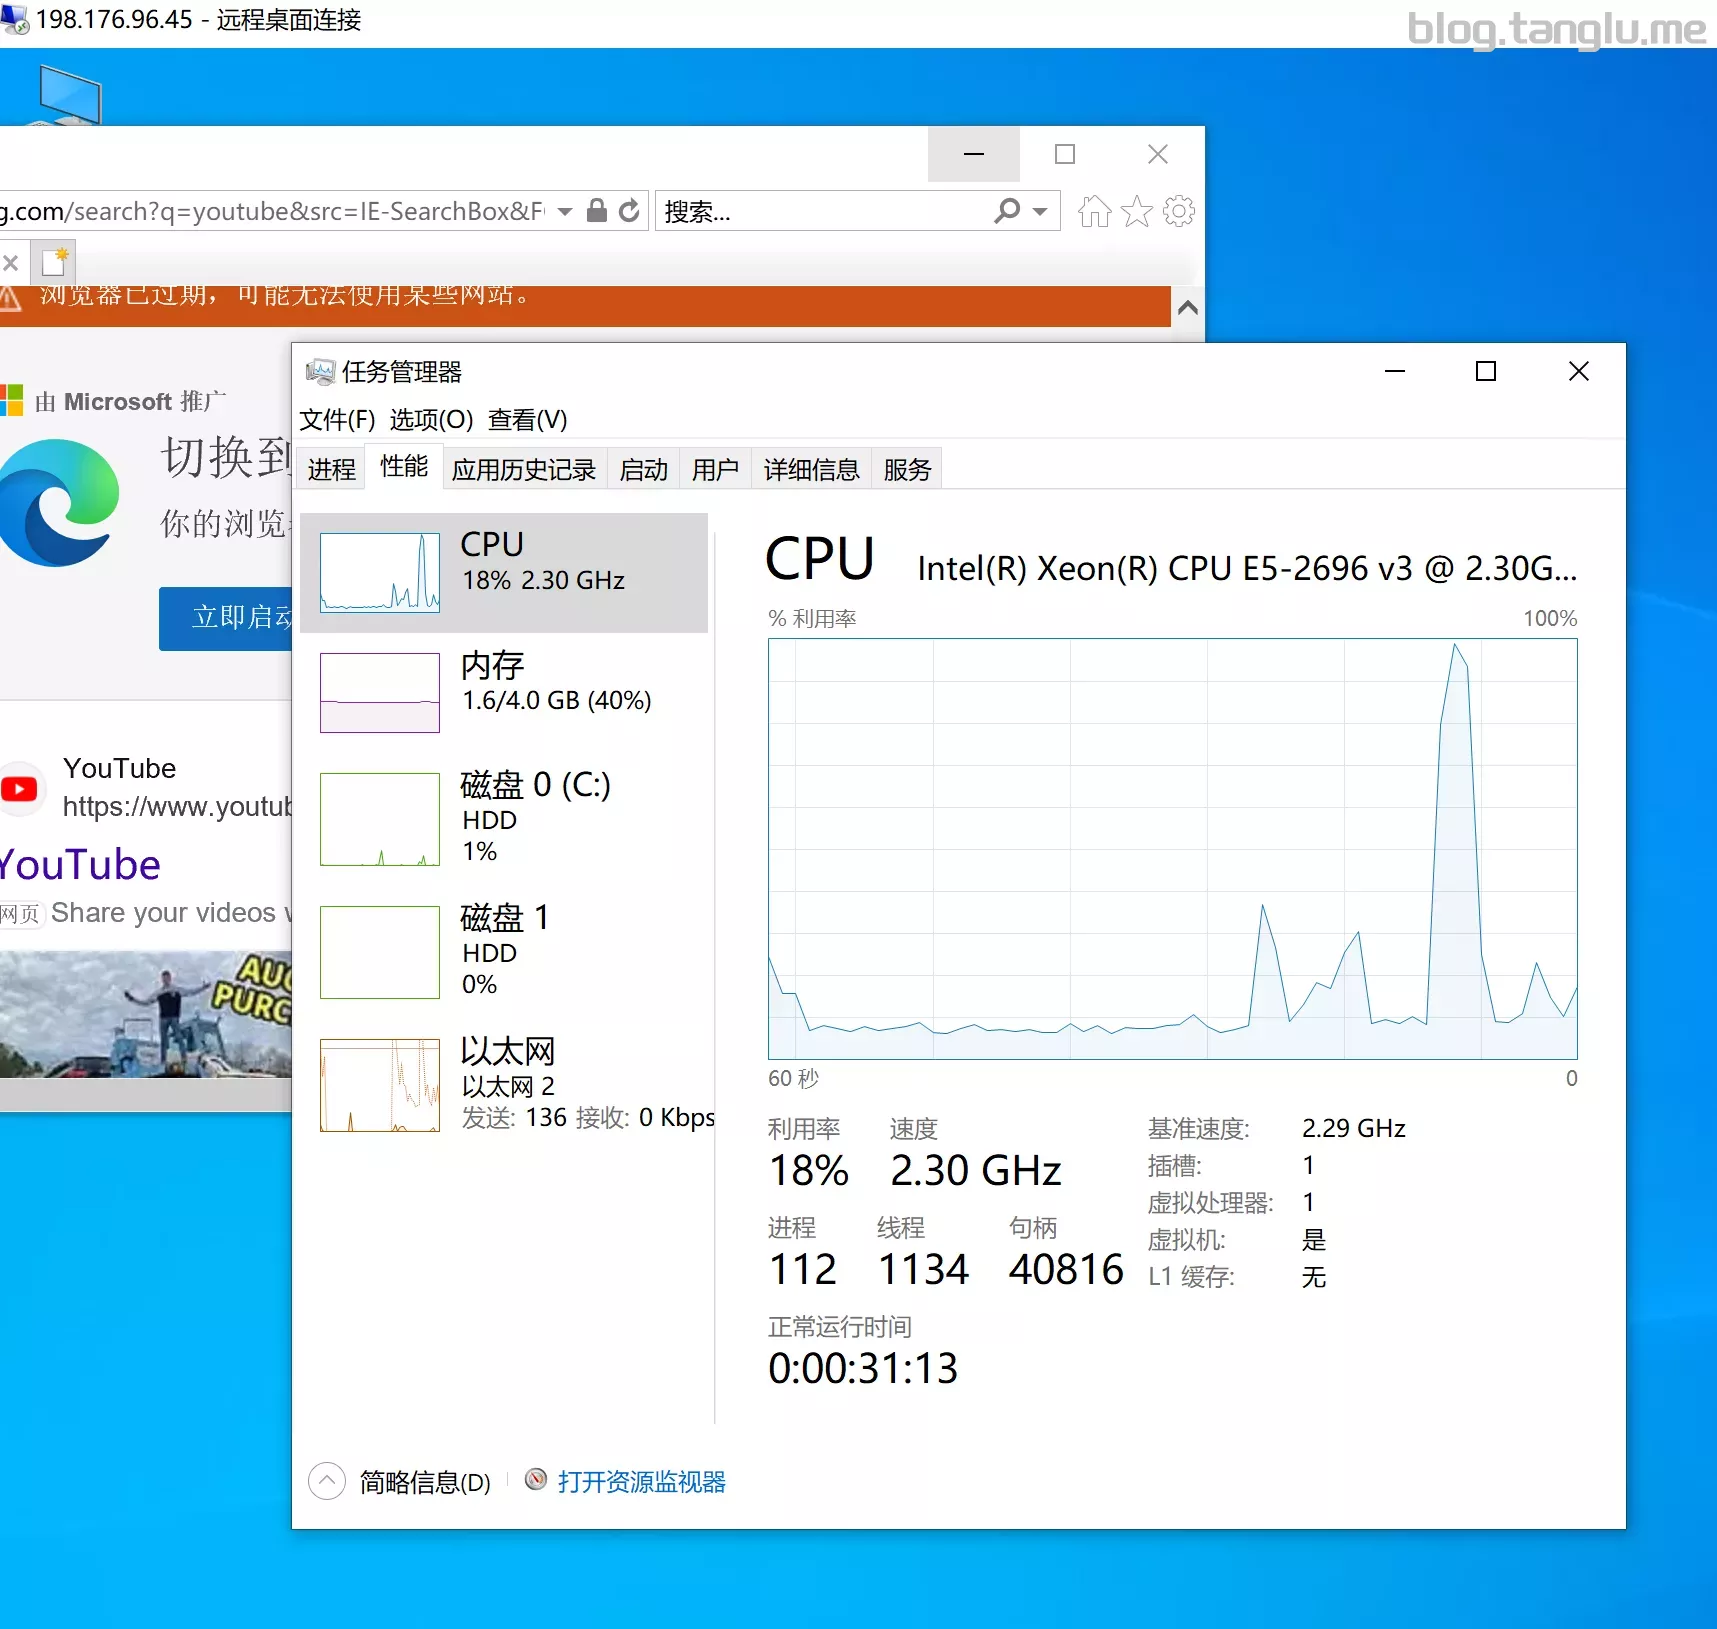 198.176.96.45 - 远程桌面连接
blog.tanglu.me
g.com/search?q=youtube&src=IE-SearchBox&F
搜索...
浏览器已过期，可能无法使用某些网站。
由 Microsoft 推广
切换到
你的浏览
立即启动
YouTube
https://www.youtub
YouTube
网页 Share your videos
AUC
PURC
任务管理器
文件(F) 选项(O) 查看(V)
进程 性能 应用历史记录 启动 用户 详细信息 服务
CPU
18% 2.30 GHz
内存
1.6/4.0 GB (40%)
磁盘 0 (C:)
HDD
1%
磁盘 1
HDD
0%
以太网
以太网 2
发送: 136 接收: 0 Kbps
CPU Intel(R) Xeon(R) CPU E5-2696 v3 @ 2.30G...
% 利用率 100%
60 秒 0
利用率 速度
18% 2.30 GHz
进程 线程 句柄
112 1134 40816
正常运行时间
0:00:31:13
基准速度: 2.29 GHz
插槽: 1
虚拟处理器: 1
虚拟机: 是
L1 缓存: 无
简略信息(D) 打开资源监视器